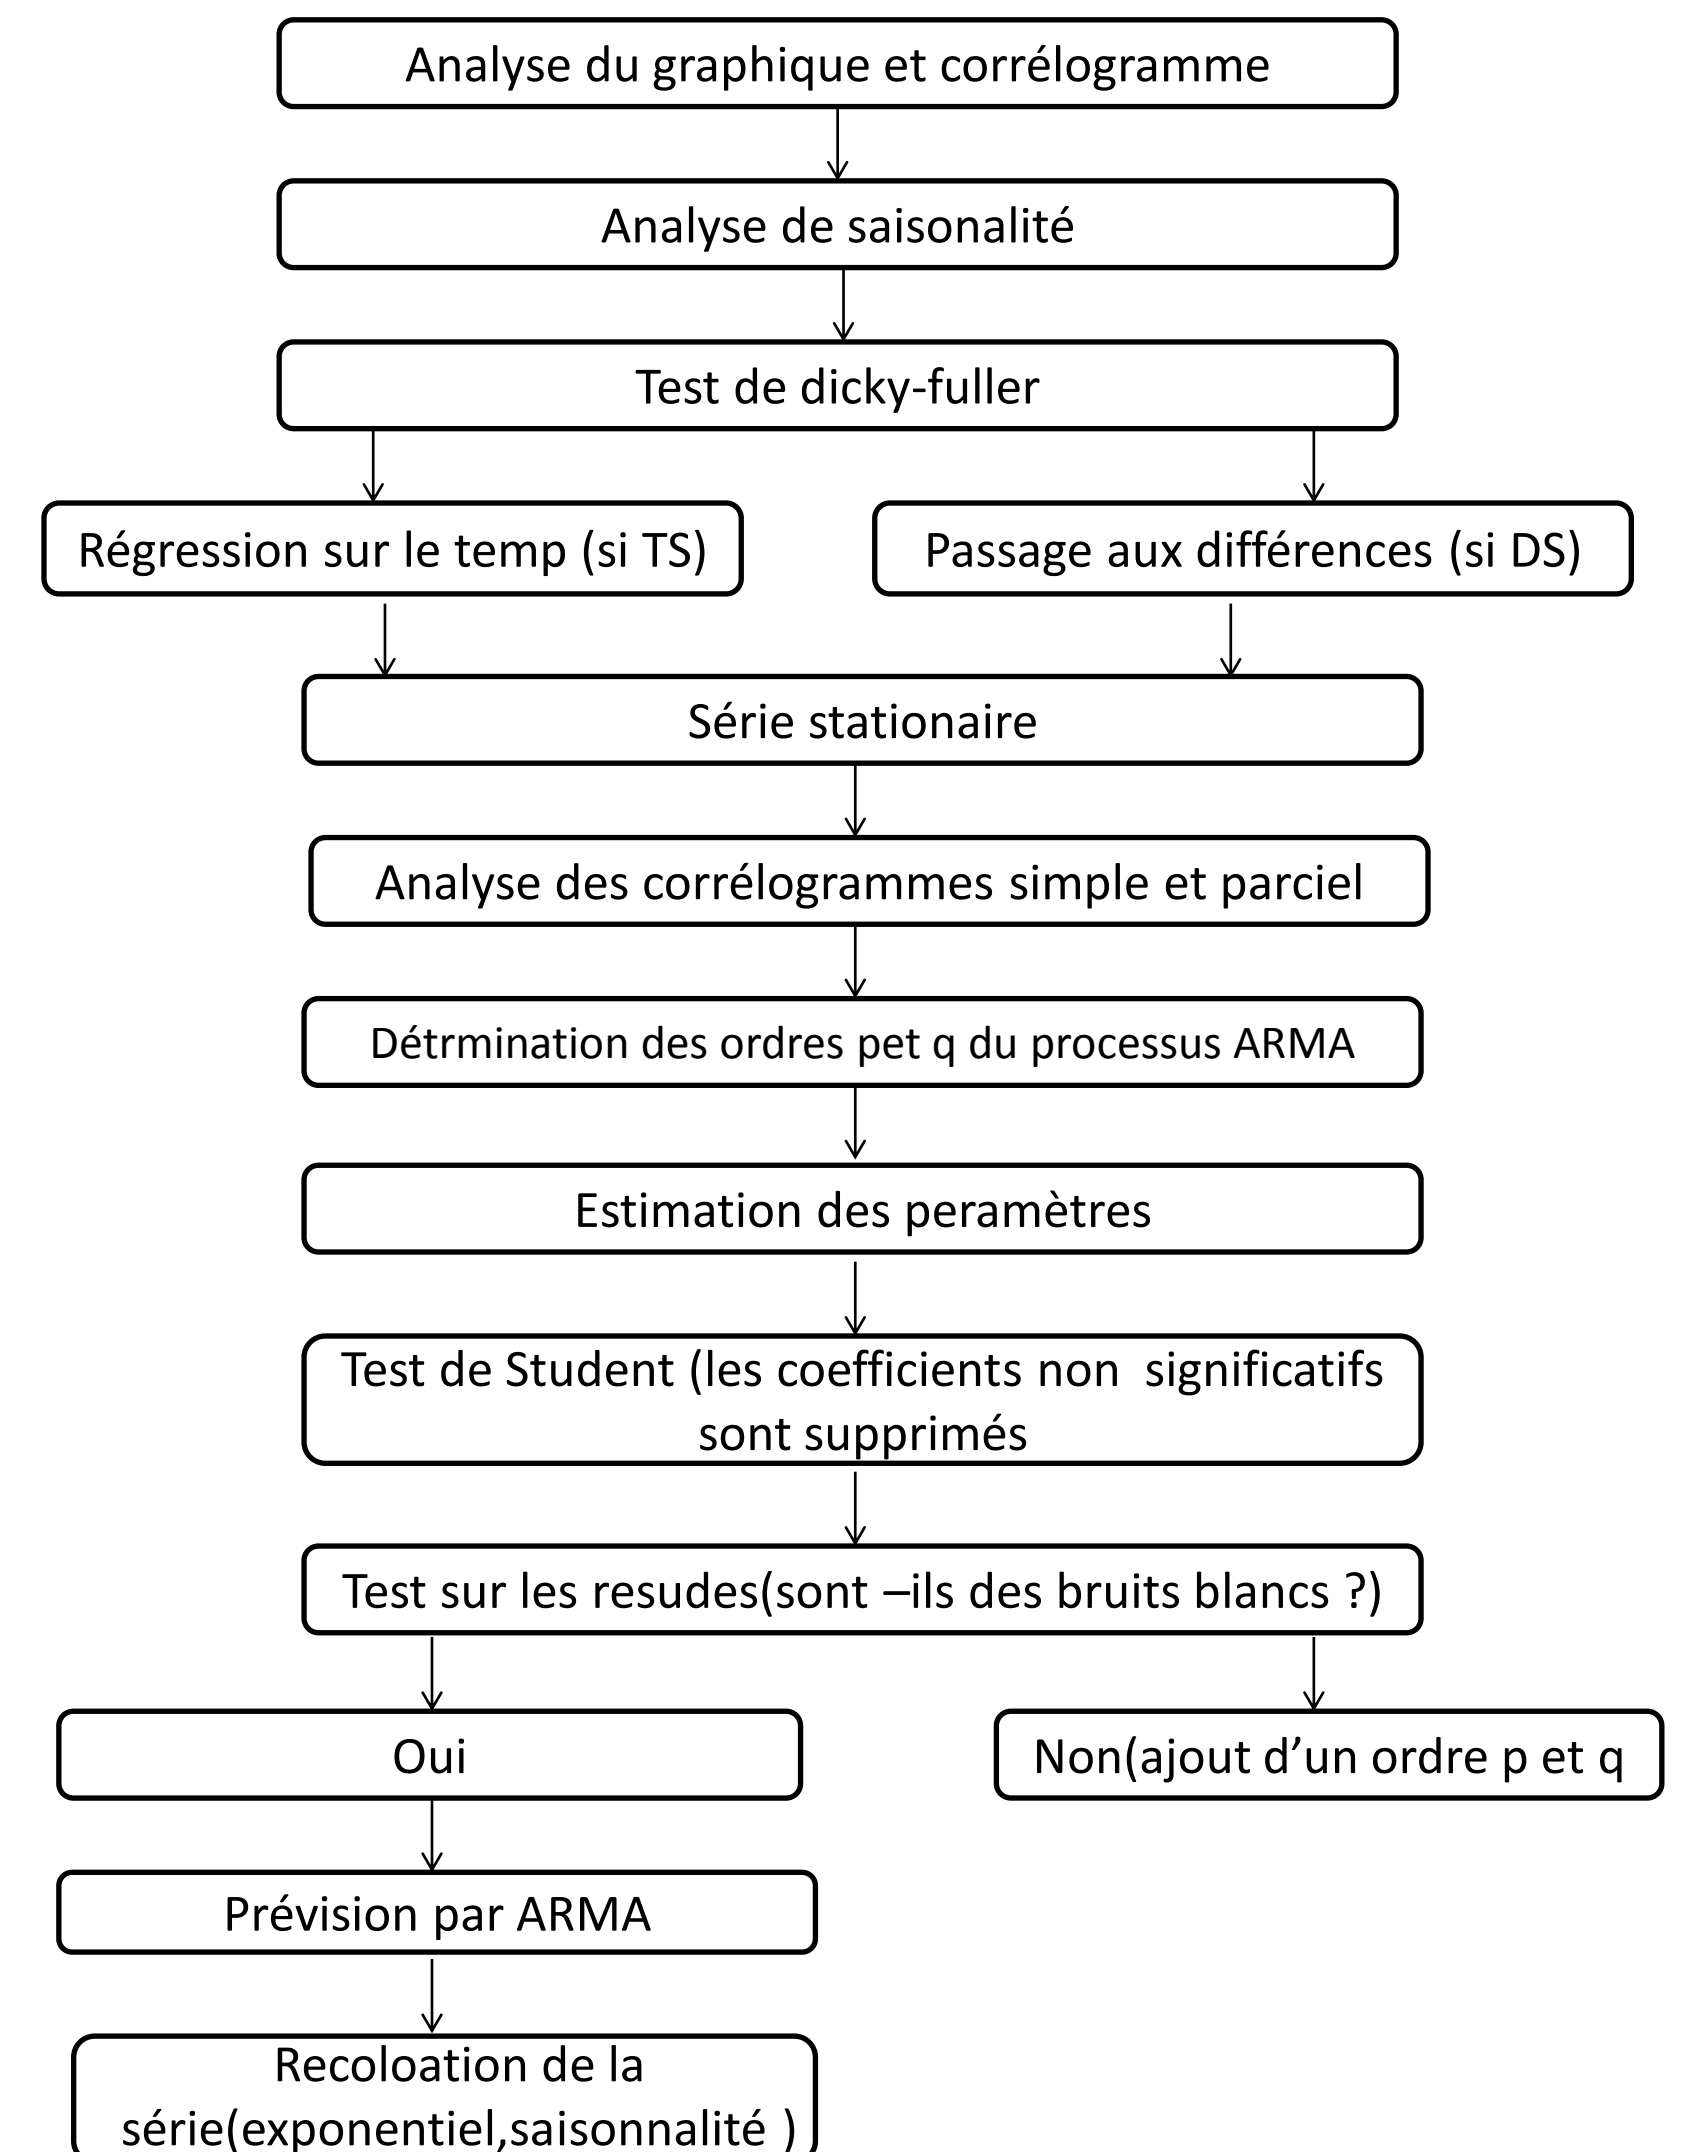 Analyse du graphique et corrélogramme
Analyse de saisonalité
Test de dicky-fuller
Régression sur le temp (si TS)
Passage aux différences (si DS)
Série stationaire
Analyse des corrélogrammes simple et parciel
Détrmination des ordres pet q du processus ARMA
Estimation des peramètres
Test de Student (les coefficients non  significatifs
sont supprimés
Test sur les resudes(sont –ils des bruits blancs ?)
Oui
Non(ajout d’un ordre p et q
Prévision par ARMA
Recoloation de la
série(exponentiel,saisonnalité )